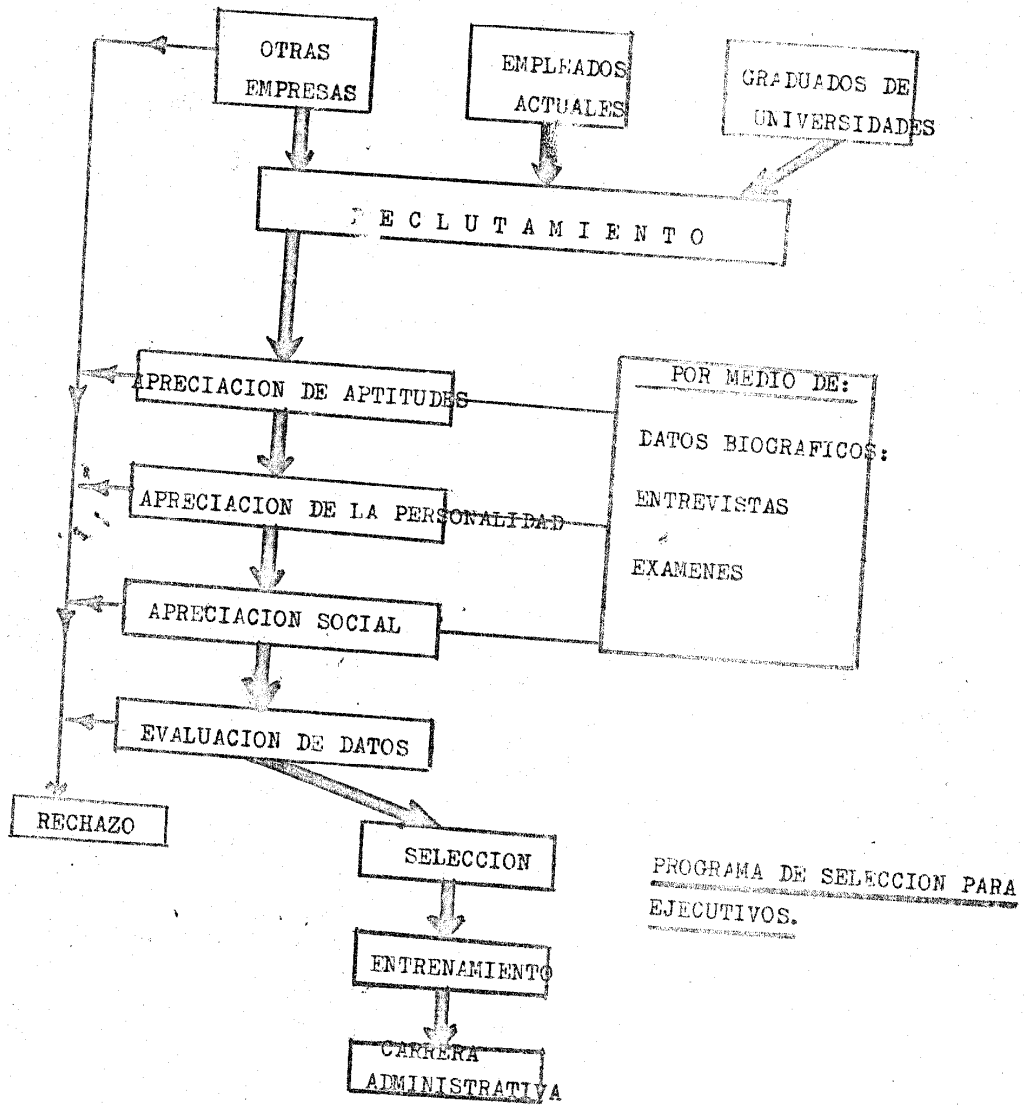 OTRAS
EMPRESAS
EMPLEADOS
ACTUALES
GRADUADOS DE
UNIVERSIDADES
RECLUTAMIENTO
APRECIACION DE APTITUDES
POR MEDIO DE:
DATOS BIOGRAFICOS:
APRECIACION DE LA PERSONALIDAD
ENTREVISTAS
EXAMENES
APRECIACION SOCIAL
EVALUACION DE DATOS
RECHAZO
SELECCION
PROGRAMA DE SELECCION PARA
EJECUTIVOS.
ENTRENAMIENTO
CARRERA
ADMINISTRATIVA